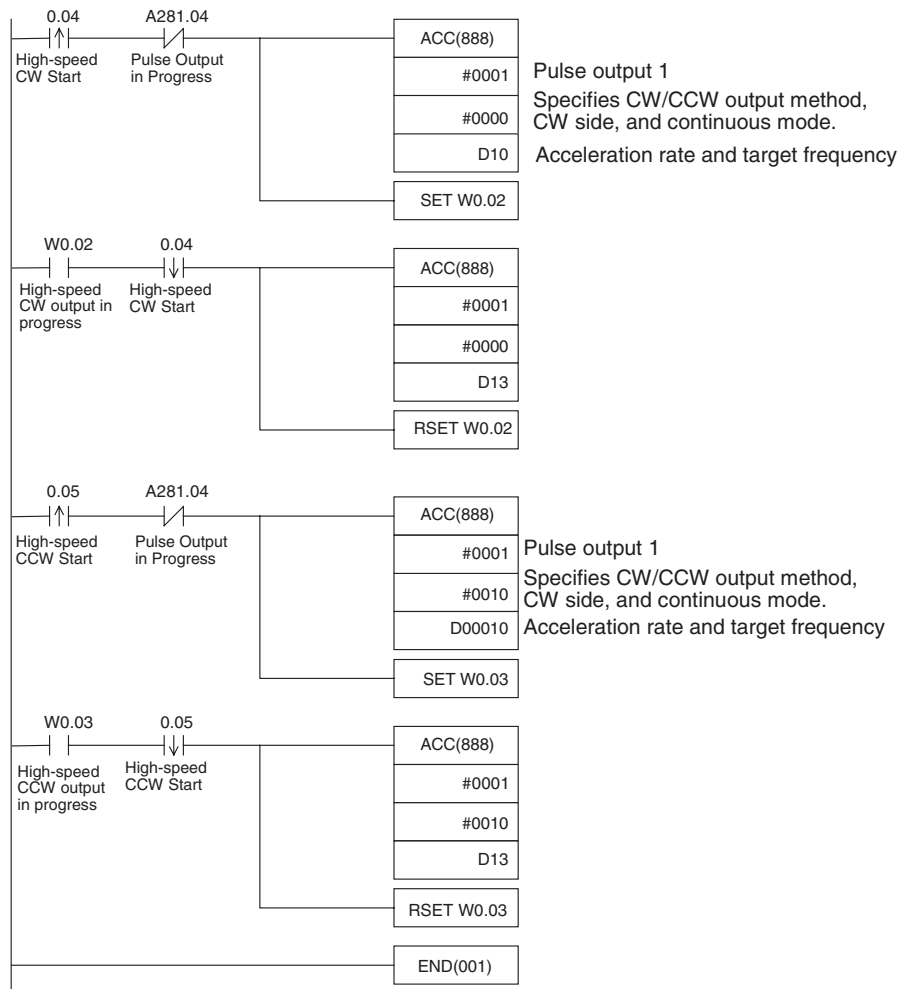 0.04 A281.04
High-speed
CW Start
Pulse Output
in Progress
ACC(888)
#0001 Pulse output 1
#0000 Specifies CW/CCW output method,
CW side, and continuous mode.
D10 Acceleration rate and target frequency
SET W0.02
W0.02 0.04
High-speed
CW output in
progress
High-speed
CW Start
ACC(888)
#0001
#0000
D13
RSET W0.02
0.05 A281.04
High-speed
CCW Start
Pulse Output
in Progress
ACC(888)
#0001 Pulse output 1
#0010 Specifies CW/CCW output method,
CW side, and continuous mode.
D00010 Acceleration rate and target frequency
SET W0.03
W0.03 0.05
High-speed
CCW output
in progress
High-speed
CCW Start
ACC(888)
#0001
#0010
D13
RSET W0.03
END(001)